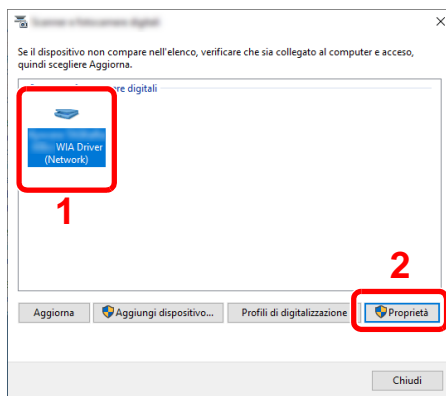 Se il dispositivo non compare nell'elenco, verificare che sia collegato al computer e acceso,
quindi scegliere Aggiorna.
digitali
WIA Driver
(Network)
1
2
Aggiorna
Aggiungi dispositivo...
Profili di digitalizzazione
Proprietà
Chiudi